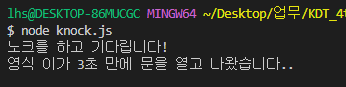 lhs@DESKTOP-86MUCGC MINGW64 ~/Desktop/업무/KDT_4t
$ node knock.js
노크를 하고 기다립니다!
영식 이가 3초 만에 문을 열고 나왔습니다..